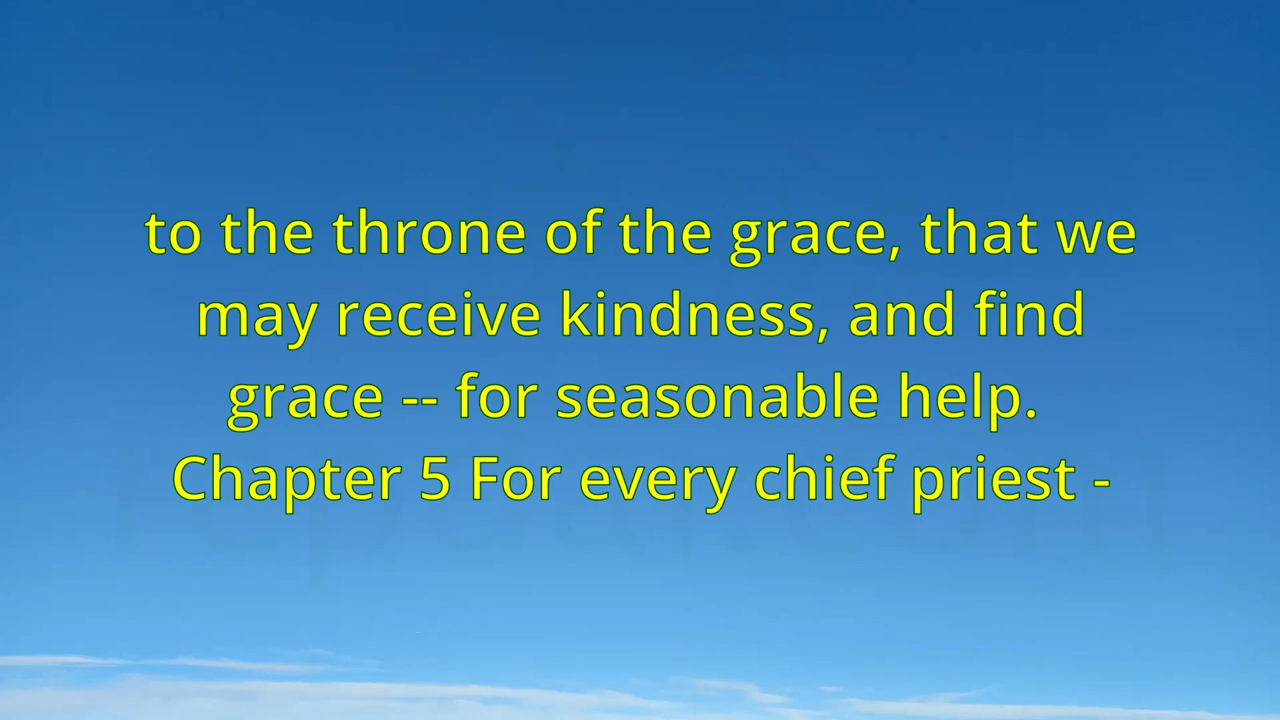 to the throne of the grace, that we
may receive kindness, and find
grace -- for seasonable help.
Chapter 5 For every chief priest -